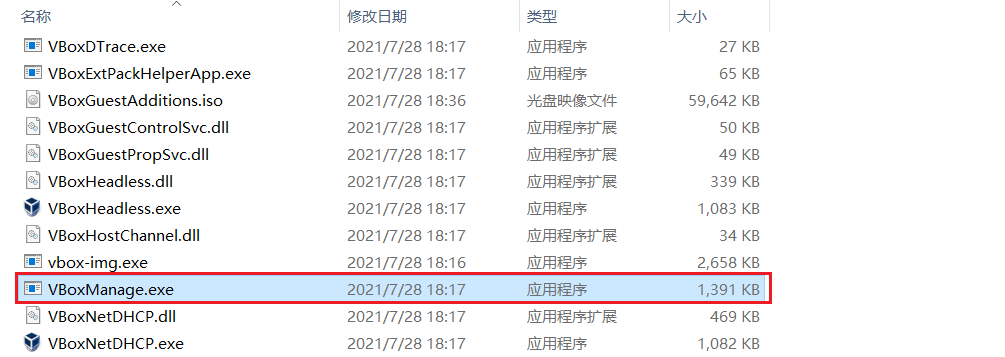 名称 修改日期 类型 大小
VBoxDTrace.exe 2021/7/28 18:17 应用程序 27 KB
VBoxExtPackHelperApp.exe 2021/7/28 18:17 应用程序 65 KB
VBoxGuestAdditions.iso 2021/7/28 18:36 光盘映像文件 59,642 KB
VBoxGuestControlSvc.dll 2021/7/28 18:17 应用程序扩展 50 KB
VBoxGuestPropSvc.dll 2021/7/28 18:17 应用程序扩展 49 KB
VBoxHeadless.dll 2021/7/28 18:17 应用程序扩展 339 KB
VBoxHeadless.exe 2021/7/28 18:17 应用程序 1,083 KB
VBoxHostChannel.dll 2021/7/28 18:17 应用程序扩展 34 KB
vbox-img.exe 2021/7/28 18:16 应用程序 2,658 KB
VBoxManage.exe 2021/7/28 18:17 应用程序 1,391 KB
VBoxNetDHCP.dll 2021/7/28 18:17 应用程序扩展 469 KB
VBoxNetDHCP.exe 2021/7/28 18:17 应用程序 1,082 KB